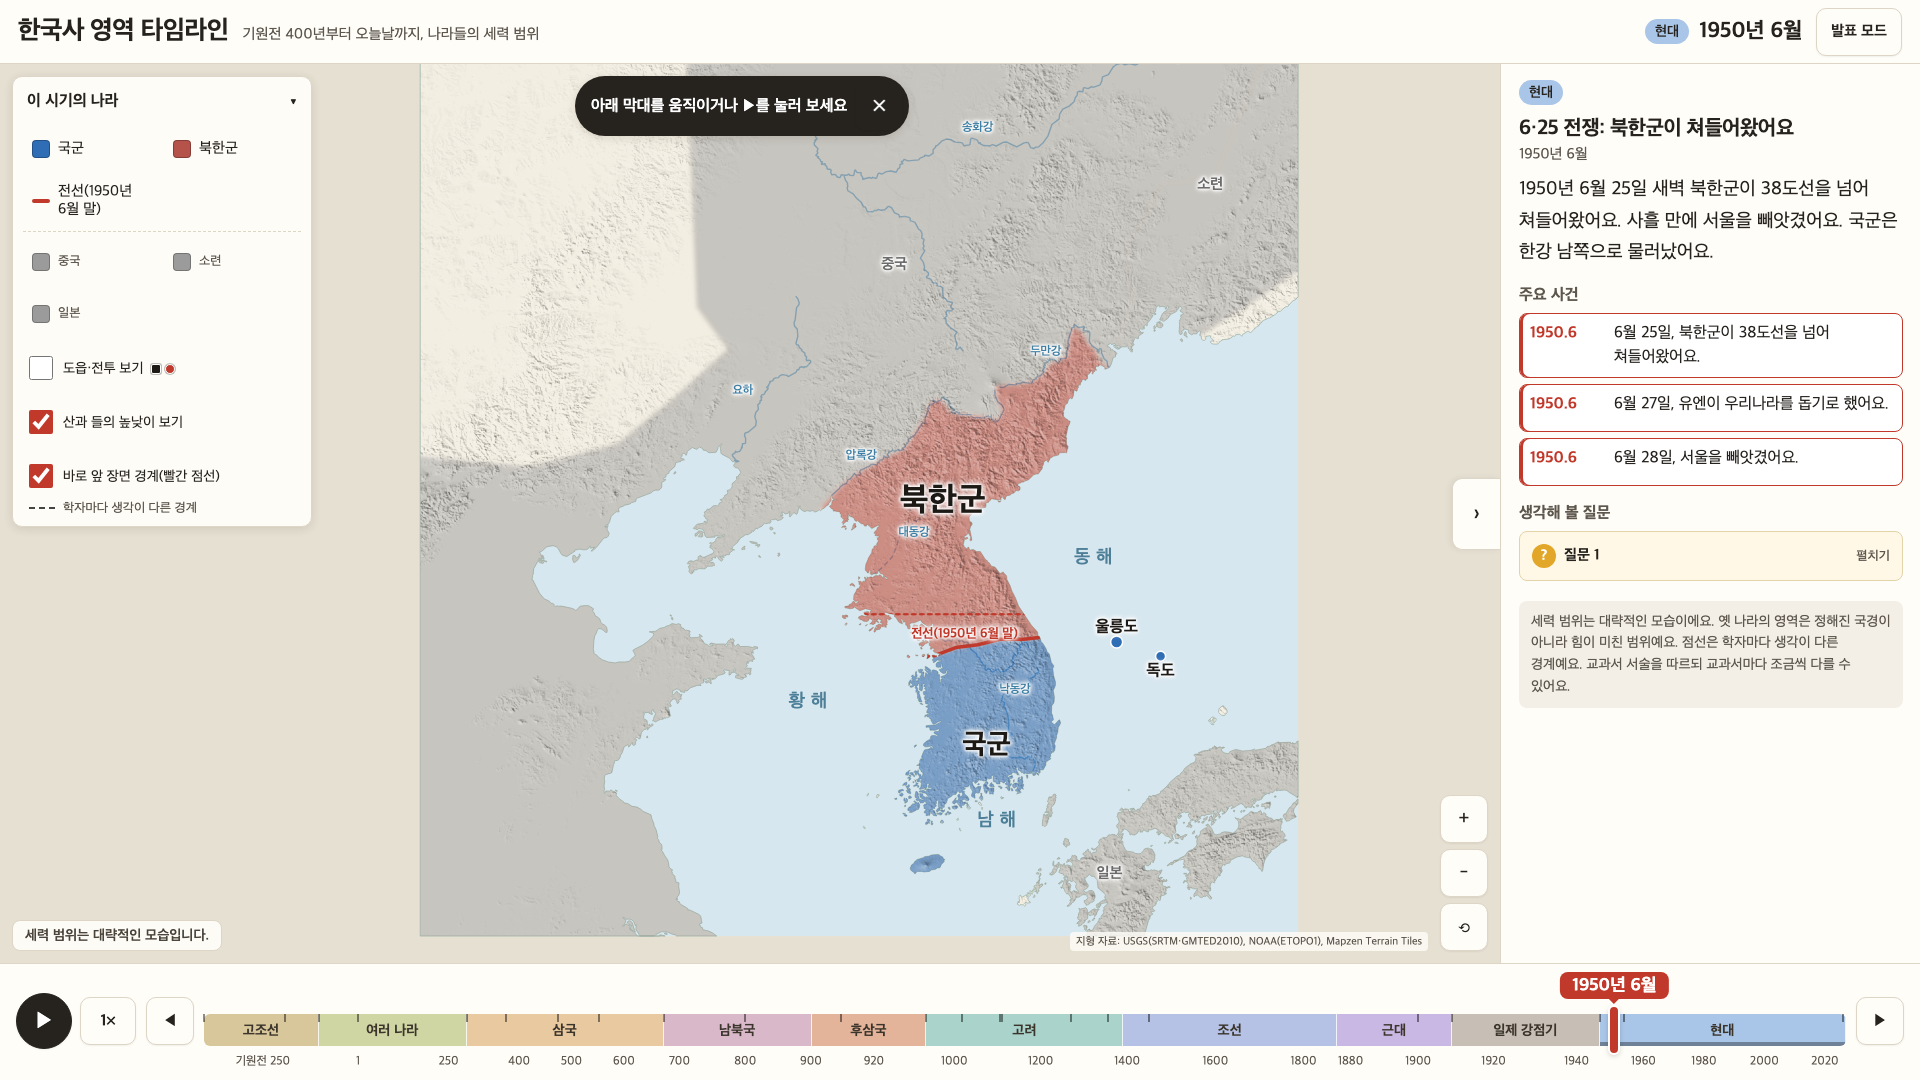 한국사 영역 타임라인
기원전 400년부터 오늘날까지, 나라들의 세력 범위
현대
1950년 6월
발표 모드
이 시기의 나라
▾
국군
북한군
전선(1950년
6월 말)
중국
소련
일본
도읍·전투 보기
산과 들의 높낮이 보기
바로 앞 장면 경계(빨간 점선)
학자마다 생각이 다른 경계
아래 막대를 움직이거나 ▶를 눌러 보세요
✕
송화강
소련
중국
두만강
요하
압록강
북한군
대동강
동 해
전선(1950년 6월 말)
울릉도
독도
낙동강
황 해
국군
남 해
일본
세력 범위는 대략적인 모습입니다.
지형 자료: USGS(SRTM·GMTED2010), NOAA(ETOPO1), Mapzen Terrain Tiles
›
+
−
⟲
현대
6·25 전쟁: 북한군이 쳐들어왔어요
1950년 6월
1950년 6월 25일 새벽 북한군이 38도선을 넘어
쳐들어왔어요. 사흘 만에 서울을 빼앗겼어요. 국군은
한강 남쪽으로 물러났어요.
주요 사건
1950.6
6월 25일, 북한군이 38도선을 넘어
쳐들어왔어요.
1950.6
6월 27일, 유엔이 우리나라를 돕기로 했어요.
1950.6
6월 28일, 서울을 빼앗겼어요.
생각해 볼 질문
?
질문 1
펼치기
세력 범위는 대략적인 모습이에요. 옛 나라의 영역은 정해진 국경이
아니라 힘이 미친 범위예요. 점선은 학자마다 생각이 다른
경계예요. 교과서 서술을 따르되 교과서마다 조금씩 다를 수
있어요.
1950년 6월
1×
고조선
여러 나라
삼국
남북국
후삼국
고려
조선
근대
일제 강점기
현대
기원전 250
1
250
400
500
600
700
800
900
920
1000
1200
1400
1600
1800
1880
1900
1920
1940
1960
1980
2000
2020